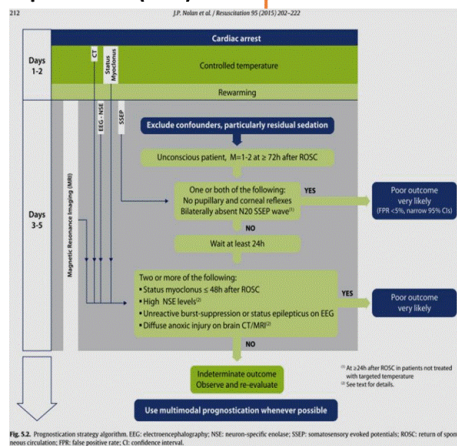 212
J.P. Nolan et al. / Resuscitation 95 (2015) 202–222
Cardiac arrest
Days
1-2
CT
Status
Myoclonus
Controlled temperature
Rewarming
Days
3-5
Magnetic Resonance Imaging (MRI)
EEG - NSE
SSEP
Exclude confounders, particularly residual sedation
Unconscious patient, M=1-2 at ≥ 72h after ROSC
One or both of the following:
No pupillary and corneal reflexes
Bilaterally absent N20 SSEP wave(1)
YES
Poor outcome
very likely
(FPR <5%, narrow 95% CIs)
NO
Wait at least 24h
Two or more of the following:
• Status myoclonus ≤ 48h after ROSC
• High NSE levels(2)
• Unreactive burst-suppression or status epilepticus on EEG
• Diffuse anoxic injury on brain CT/MRI(2)
YES
Poor outcome
very likely
NO
Indeterminate outcome
Observe and re-evaluate
(1) At ≥24h after ROSC in patients not treated
with targeted temperature
(2) See text for details.
Use multimodal prognostication whenever possible
Fig. 5.2. Prognostication strategy algorithm. EEG: electroencephalography; NSE: neuron-specific enolase; SSEP: somatosensory evoked potentials; ROSC: return of spon
neous circulation; FPR: false positive rate; CI: confidence interval.